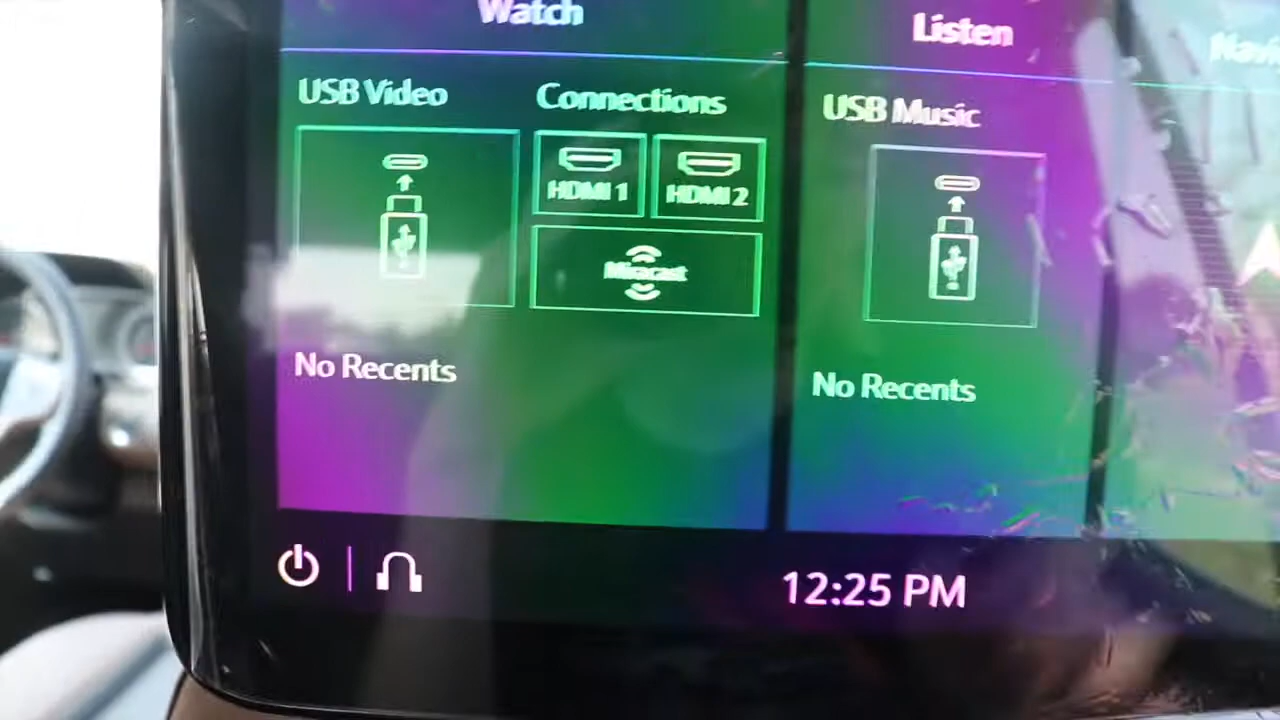 Watch
Listen
USB Video
Connections
USB Music
HDMI 1
HDMI 2
Miracast
No Recents
No Recents
12:25 PM